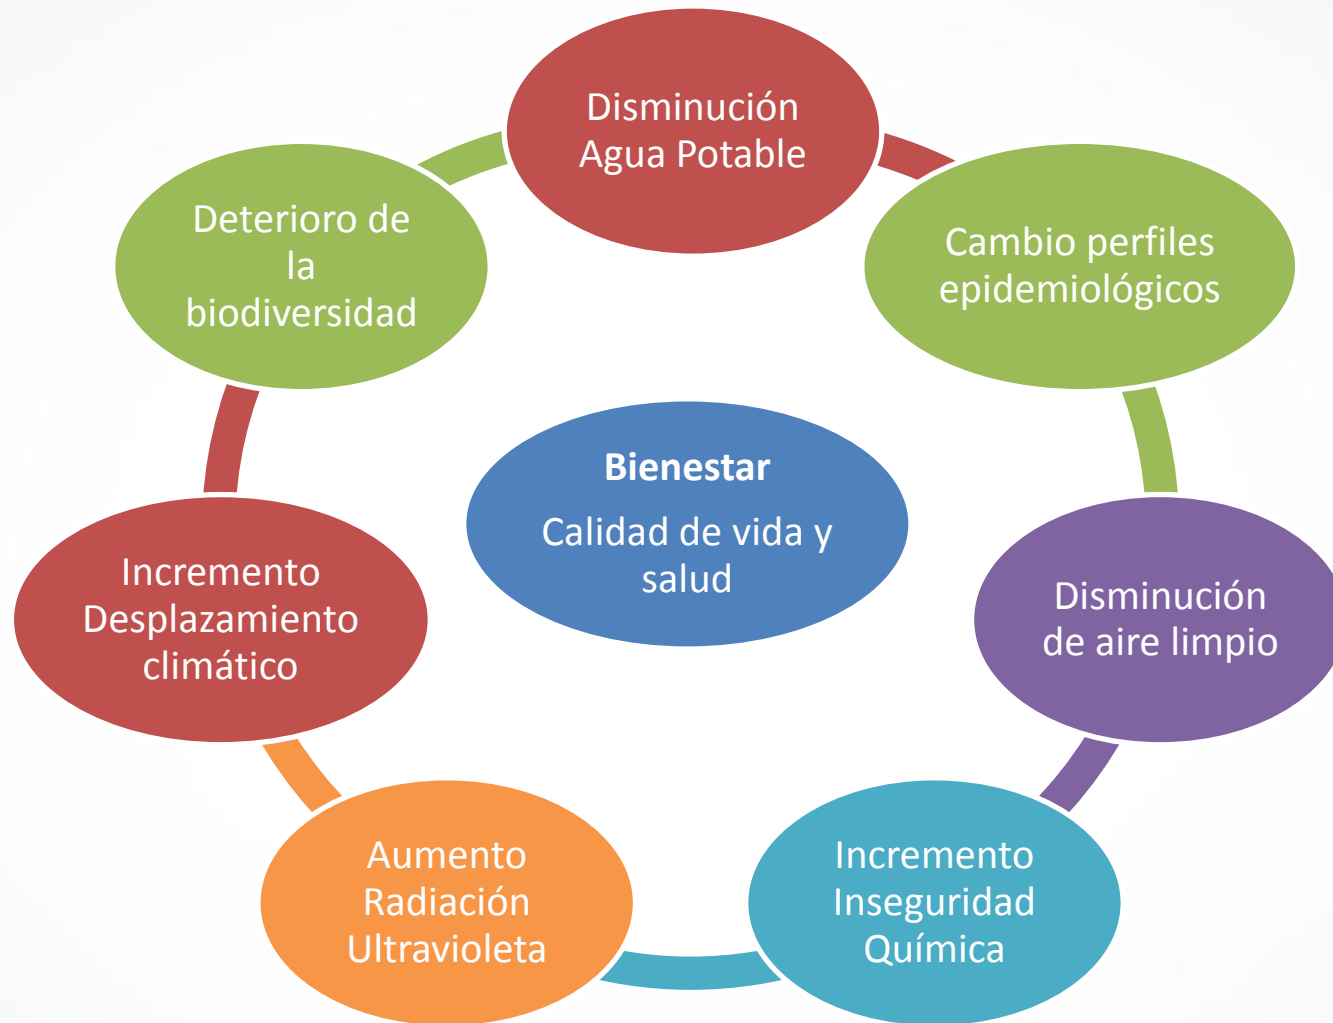 Disminución
Agua Potable
Cambio perfiles
epidemiológicos
Disminución
de aire limpio
Incremento
Inseguridad
Química
Aumento
Radiación
Ultravioleta
Incremento
Desplazamiento
climático
Deterioro de
la
biodiversidad
Bienestar
Calidad de vida y
salud